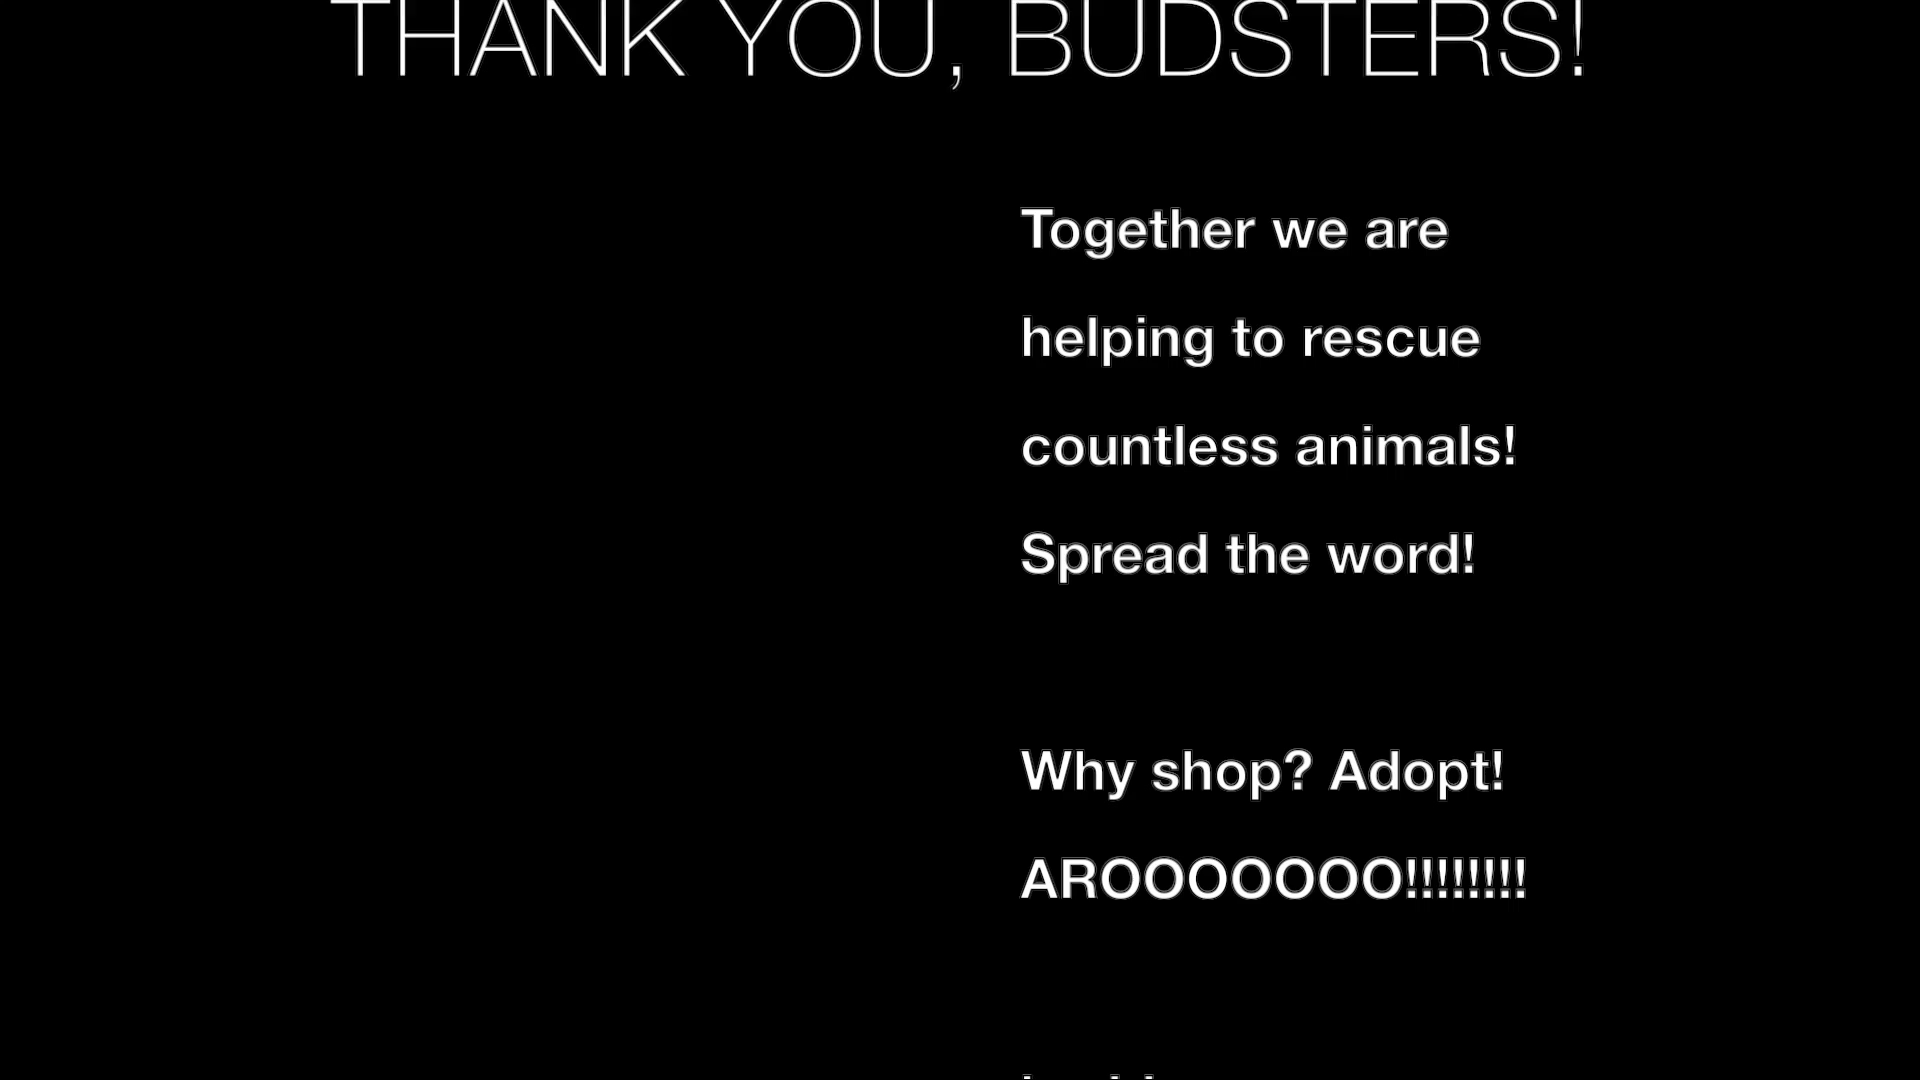 THANK YOU, BUDSTERS!
Together we are
helping to rescue
countless animals!
Spread the word!
Why shop? Adopt!
AROOOOOOO!!!!!!!!